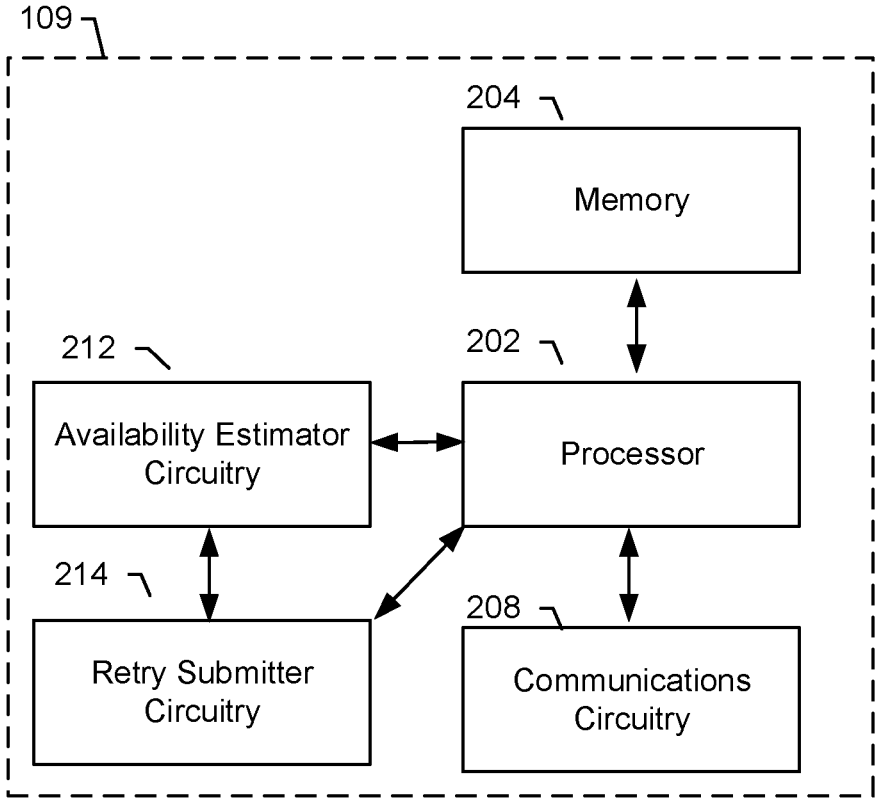 109
204
Memory
212
202
Availability Estimator
Circuitry
Processor
214
208
Retry Submitter
Circuitry
Communications
Circuitry